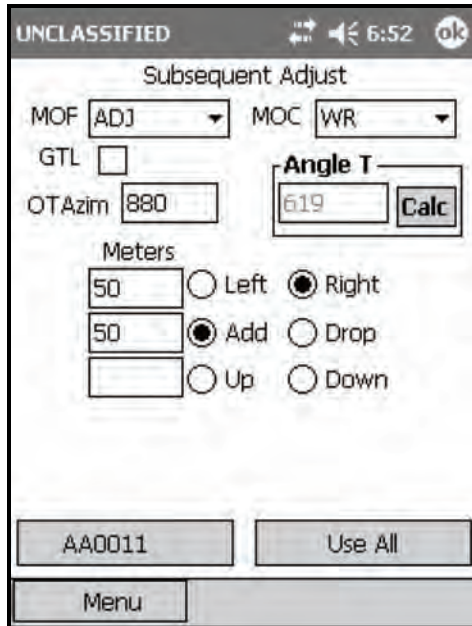 UNCLASSIFIED 6:52 ok
Subsequent Adjust
MOF ADJ MOC WR
GTL
Angle T
OTAzim 880 619 Calc
Meters
50 Left Right
50 Add Drop
Up Down
AA0011 Use All
Menu